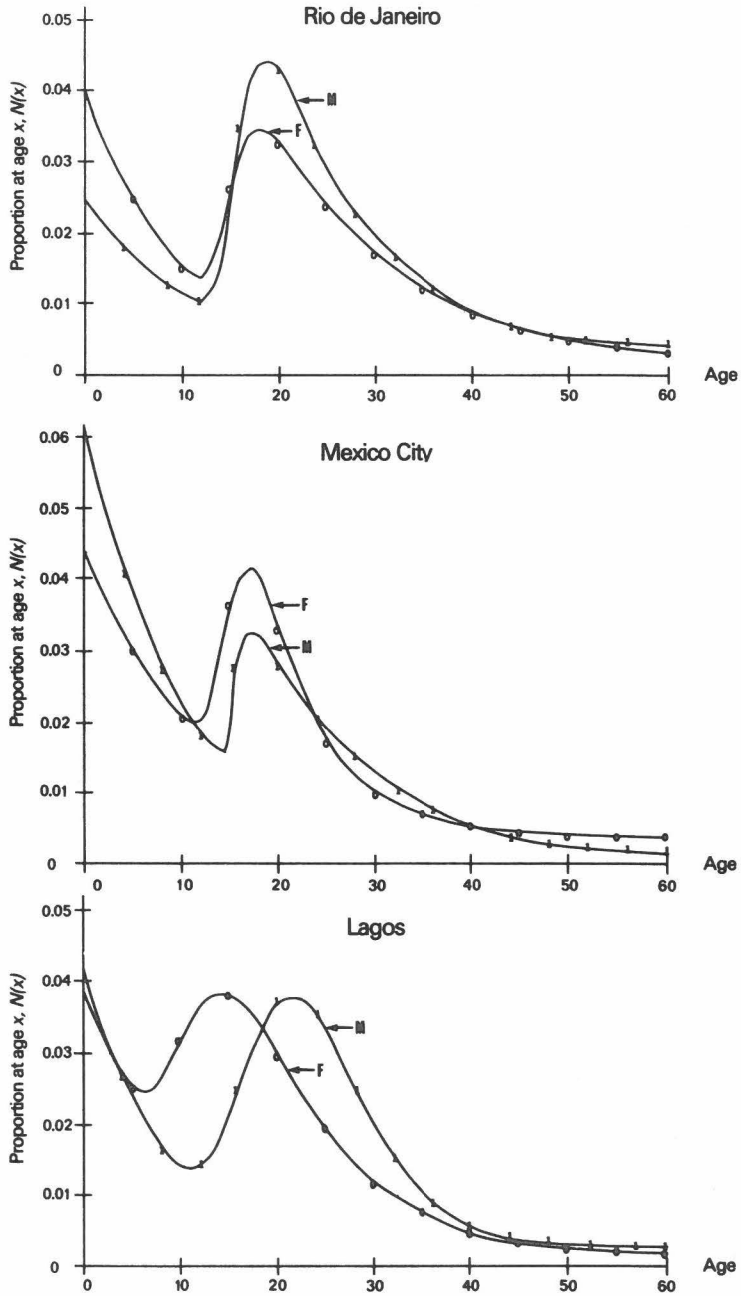 Rio de Janeiro
Proportion at age x, N(x)
0.05
0.04
0.03
0.02
0.01
0
M
F
0 10 20 30 40 50 60 Age
Mexico City
Proportion at age x, N(x)
0.06
0.05
0.04
0.03
0.02
0.01
0
F
M
0 10 20 30 40 50 60 Age
Lagos
Proportion at age x, N(x)
0.05
0.04
0.03
0.02
0.01
0
M
F
0 10 20 30 40 50 60 Age